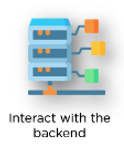 Interact with the
backend